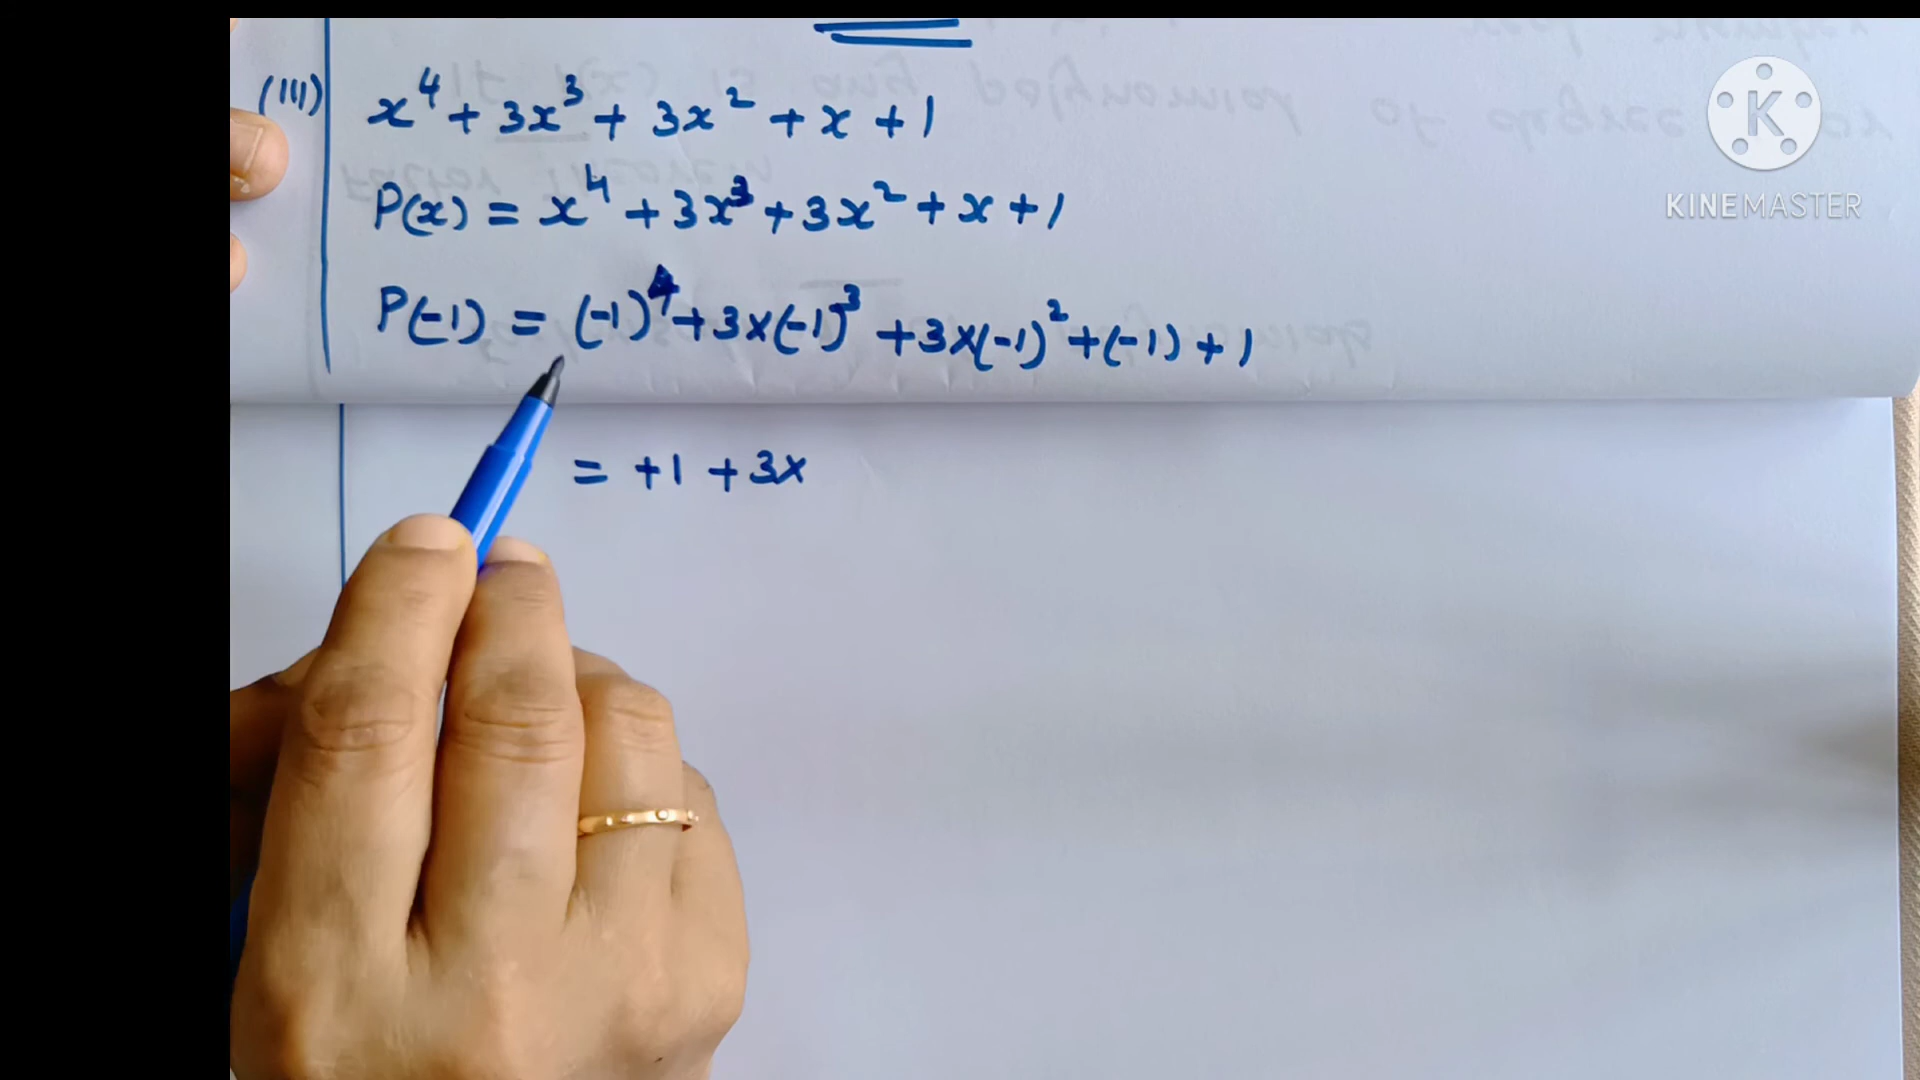 (III) x⁴ + 3x³ + 3x² + x + 1
P(x) = x⁴ + 3x³ + 3x² + x + 1
P(-1) = (-1)⁴ + 3×(-1)³ + 3×(-1)² + (-1) + 1
= +1 + 3×
K
KINEMASTER